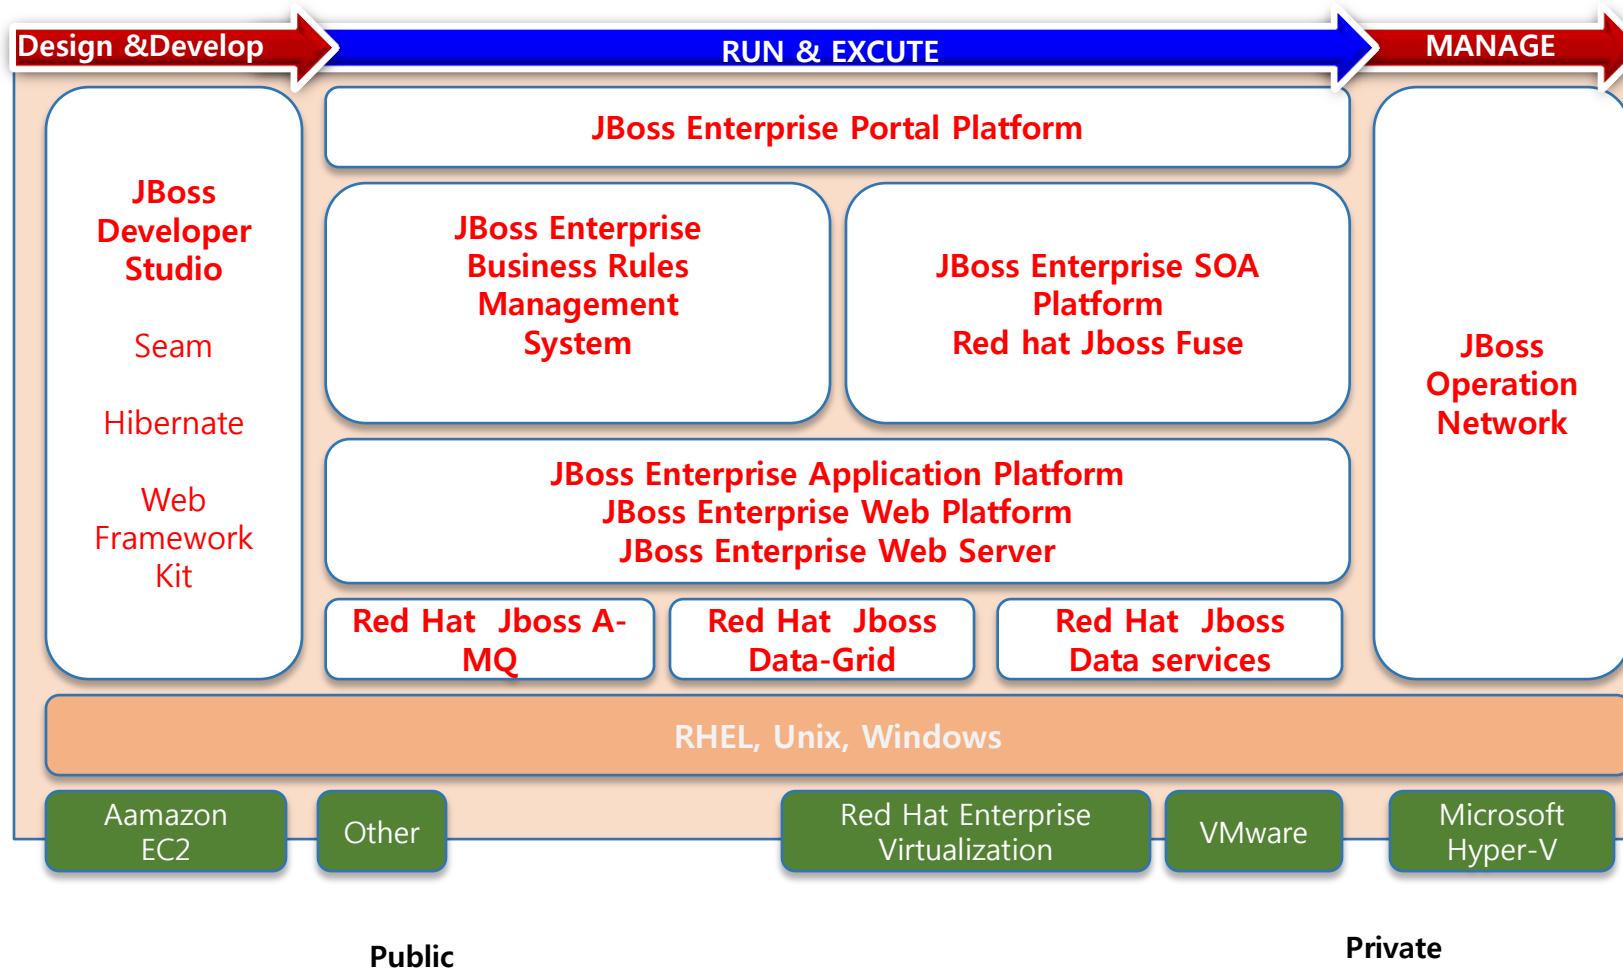 Design &Develop
RUN & EXCUTE
MANAGE
JBoss
Developer
Studio
Seam
Hibernate
Web
Framework
Kit
JBoss Enterprise Portal Platform
JBoss Enterprise
Business Rules
Management
System
JBoss Enterprise SOA
Platform
Red hat Jboss Fuse
JBoss Enterprise Application Platform
JBoss Enterprise Web Platform
JBoss Enterprise Web Server
Red Hat  Jboss A-
MQ
Red Hat  Jboss
Data-Grid
Red Hat  Jboss
Data services
JBoss
Operation
Network
RHEL, Unix, Windows
Aamazon
EC2
Other
Red Hat Enterprise
Virtualization
VMware
Microsoft
Hyper-V
Public
Private